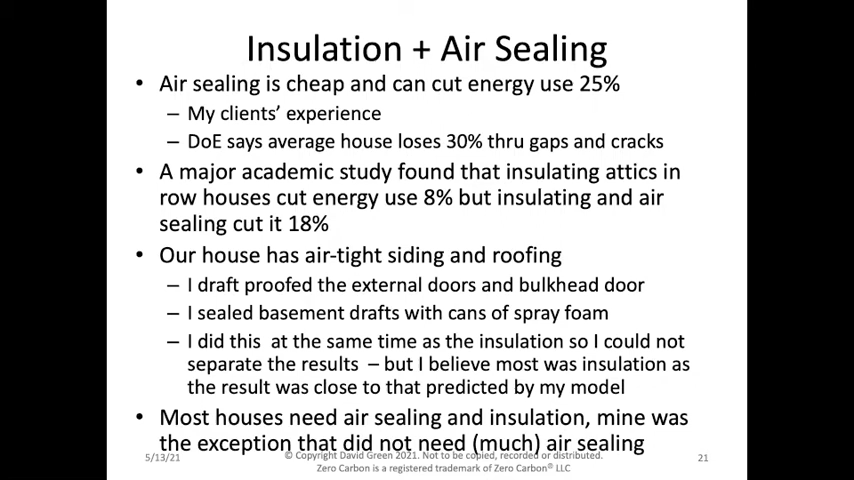 Insulation + Air Sealing
• Air sealing is cheap and can cut energy use 25%
– My clients’ experience
– DoE says average house loses 30% thru gaps and cracks
• A major academic study found that insulating attics in
row houses cut energy use 8% but insulating and air
sealing cut it 18%
• Our house has air-tight siding and roofing
– I draft proofed the external doors and bulkhead door
– I sealed basement drafts with cans of spray foam
– I did this  at the same time as the insulation so I could not
separate the results  – but I believe most was insulation as
the result was close to that predicted by my model
• Most houses need air sealing and insulation, mine was
the exception that did not need (much) air sealing
5/13/21
© Copyright David Green 2021. Not to be copied, recorded or distributed.
Zero Carbon is a registered trademark of Zero Carbon® LLC
21